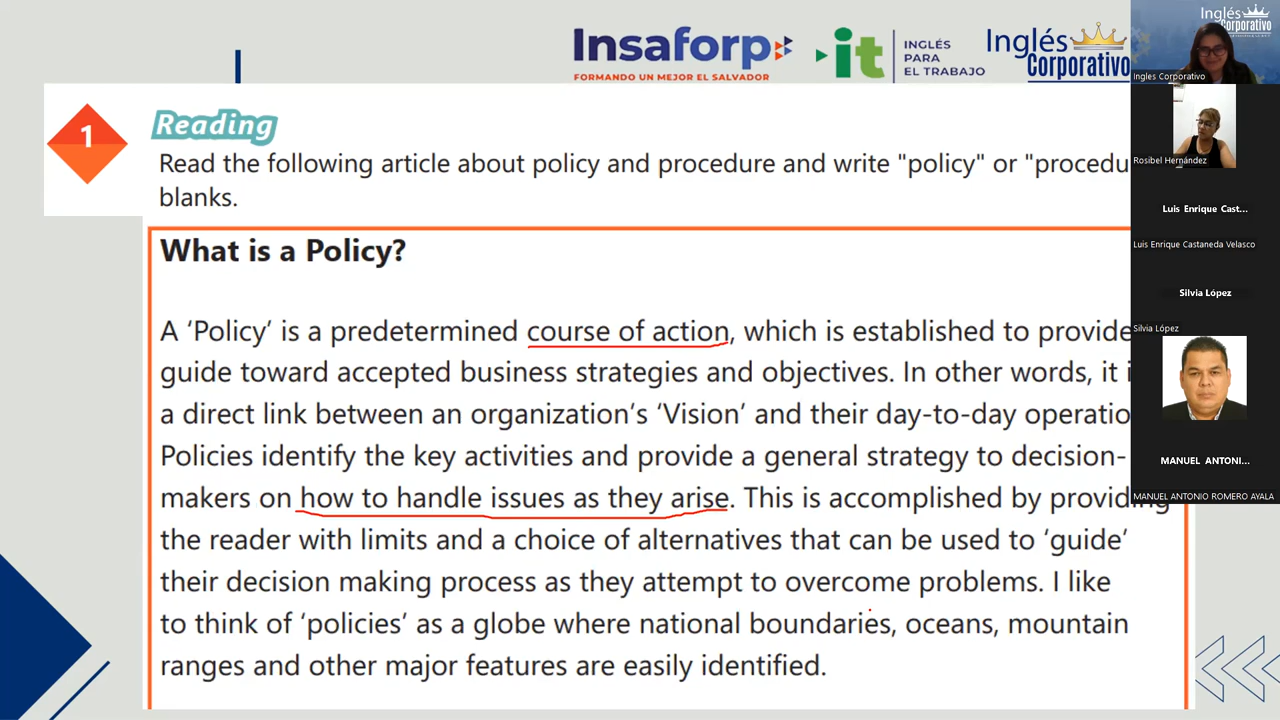 Insaforp
FORMANDO UN MEJOR EL SALVADOR
it
INGLÉS
PARA
EL TRABAJO
Inglés
Corporativo
Inglés
Corporativo
Ingles Corporativo
Rosibel Hernández
Luis Enrique Cast...
Luis Enrique Castaneda Velasco
Silvia López
Silvia López
MANUEL ANTONI...
MANUEL ANTONIO ROMERO AYALA
1
Reading
Read the following article about policy and procedure and write "policy" or "procedu
blanks.
What is a Policy?
A ‘Policy’ is a predetermined course of action, which is established to provide
guide toward accepted business strategies and objectives. In other words, it i
a direct link between an organization’s ‘Vision’ and their day-to-day operatio
Policies identify the key activities and provide a general strategy to decision-
makers on how to handle issues as they arise. This is accomplished by providing
the reader with limits and a choice of alternatives that can be used to ‘guide’
their decision making process as they attempt to overcome problems. I like
to think of ‘policies’ as a globe where national boundaries, oceans, mountain
ranges and other major features are easily identified.